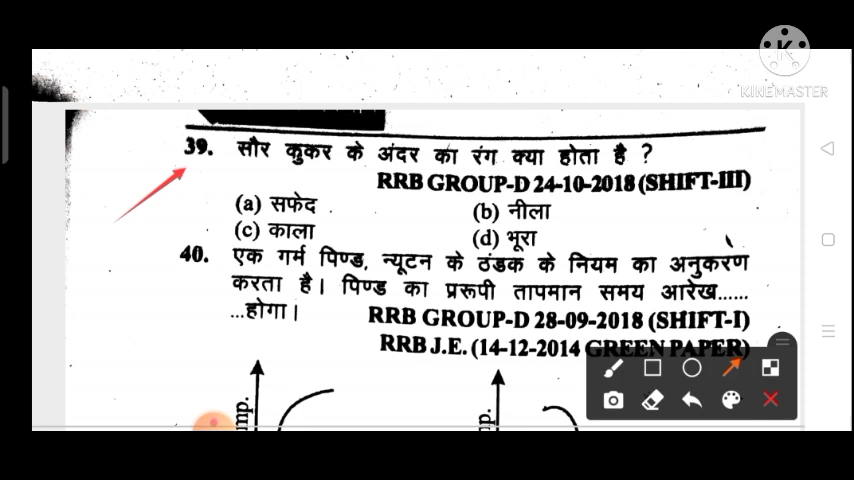 KINEMASTER
39. सौर कुकर के अंदर का रंग क्या होता है ?
RRB GROUP-D 24-10-2018 (SHIFT-III)
(a) सफेद (b) नीला
(c) काला (d) भूरा
40. एक गर्म पिण्ड, न्यूटन के ठंडक के नियम का अनुकरण
करता है। पिण्ड का प्ररूपी तापमान समय आरेख......
...होगा। RRB GROUP-D 28-09-2018 (SHIFT-I)
RRB J.E. (14-12-2014 GREEN PAPER)